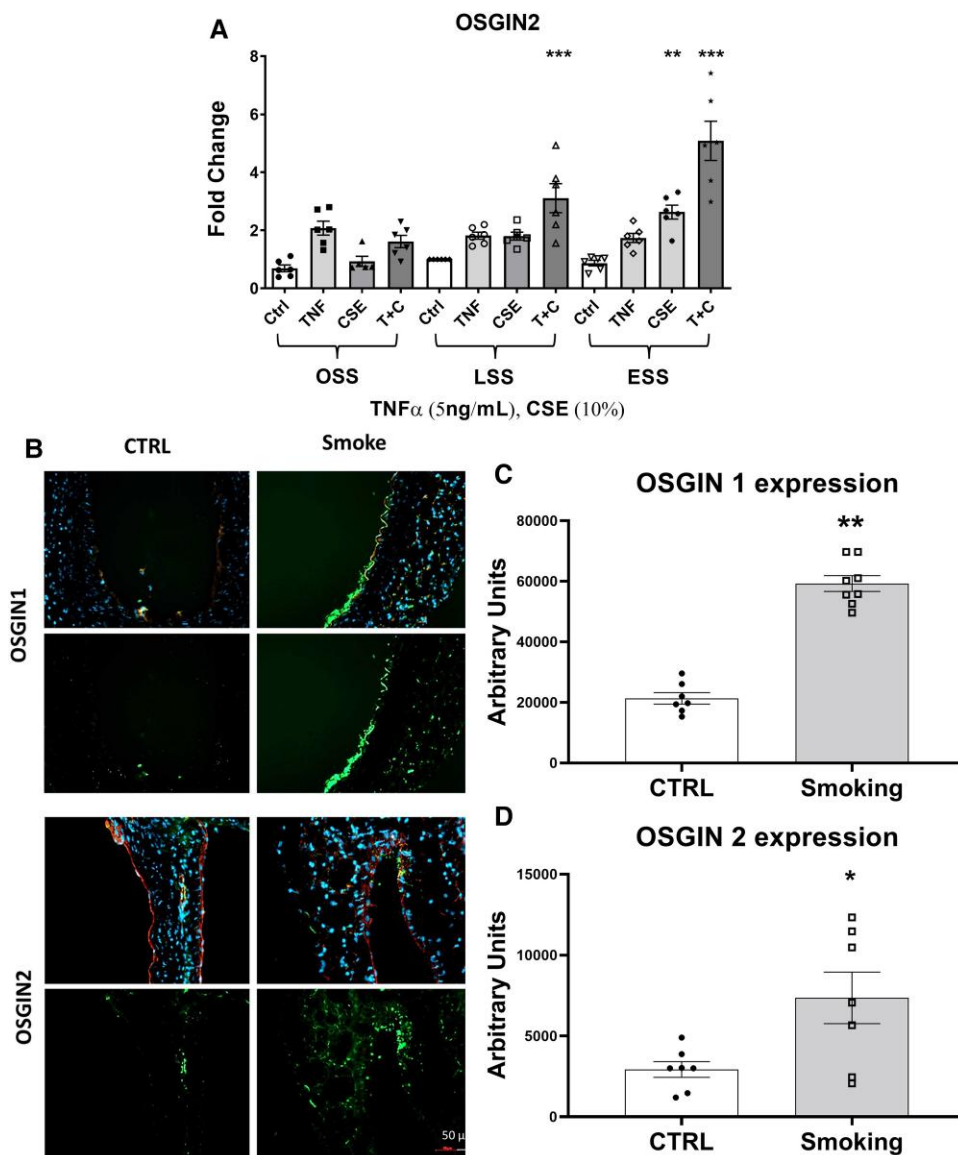 A
OSGIN2
*** ** ***
8
6
4
2
0
Fold Change
Ctrl TNF CSE T+C Ctrl TNF CSE T+C Ctrl TNF CSE T+C
OSS LSS ESS
TNFα (5ng/mL), CSE (10%)
B
CTRL Smoke
OSGIN1
OSGIN2
50 µ
C
OSGIN 1 expression
**
80000
60000
40000
20000
0
Arbitrary Units
CTRL Smoking
D
OSGIN 2 expression
*
15000
10000
5000
0
Arbitrary Units
CTRL Smoking